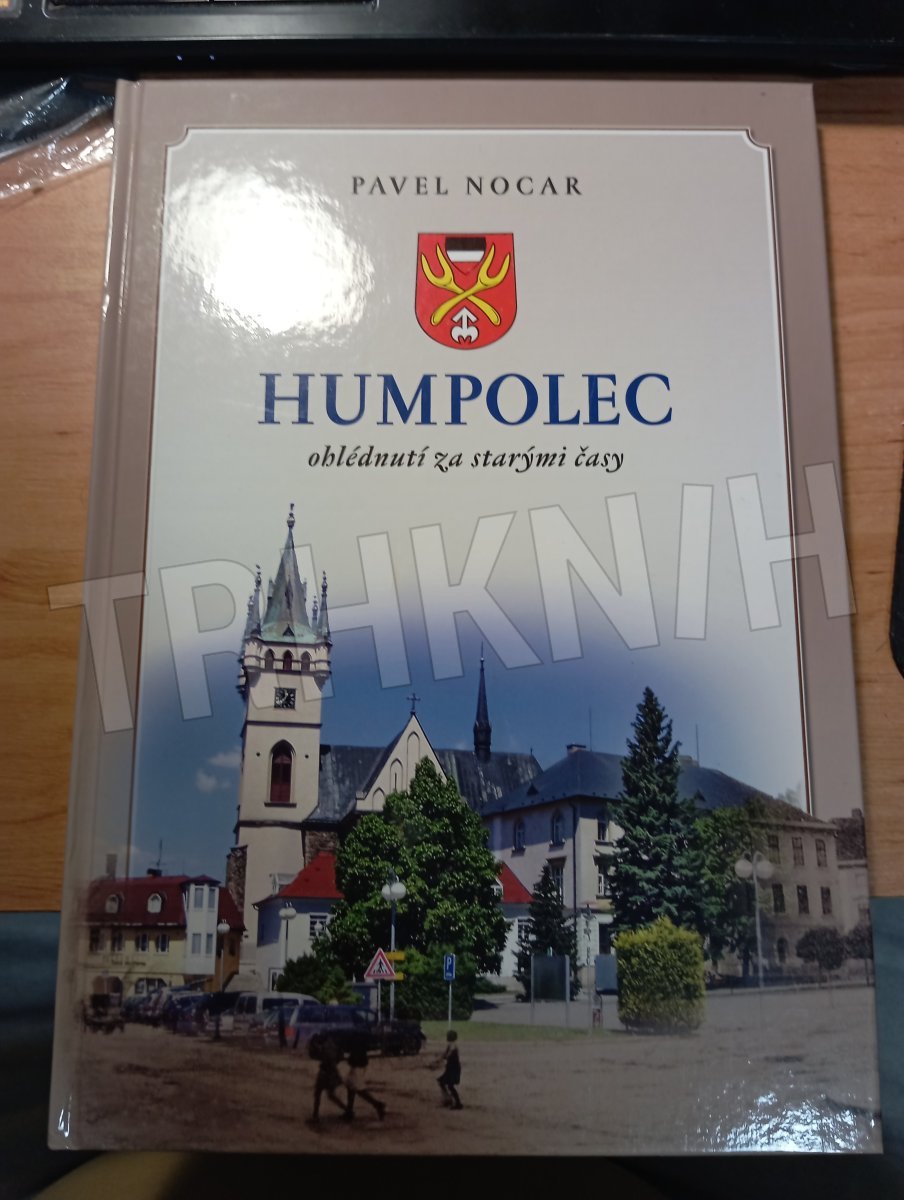 PAVEL NOCAR
HUMPOLEC
ohlédnutí za starými časy
TRHKNIH
P